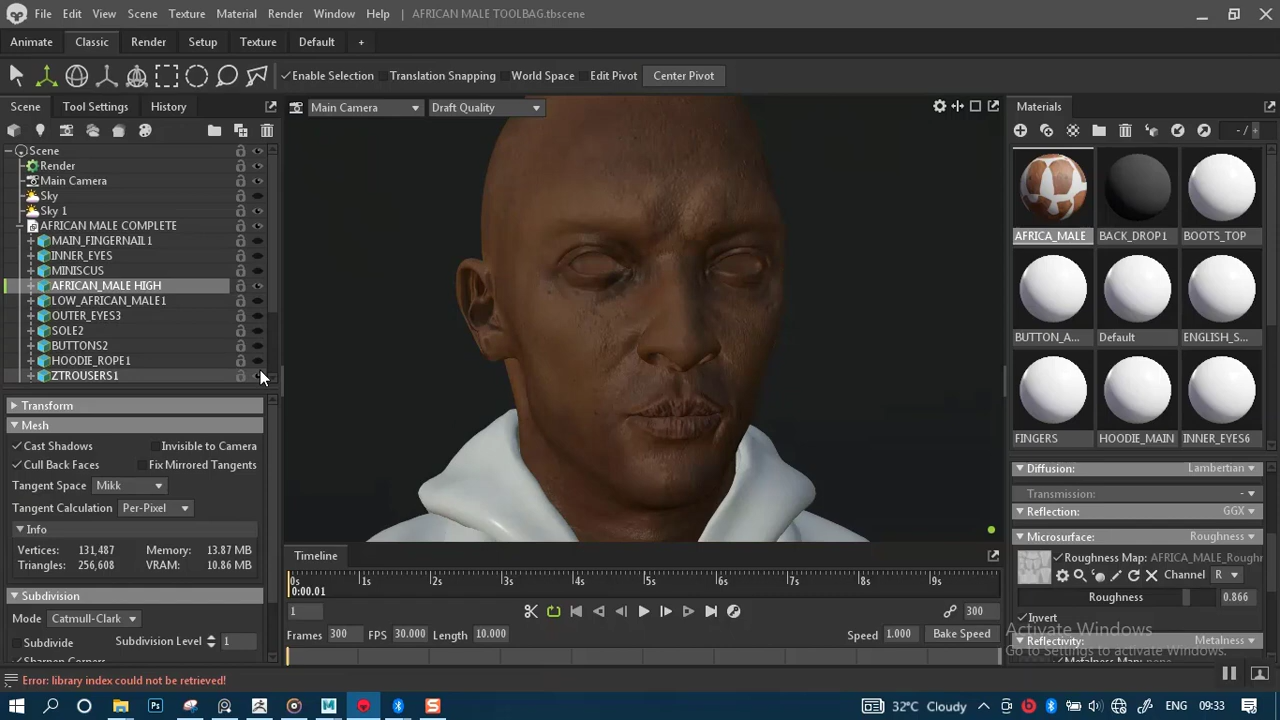 File Edit View Scene Texture Material Render Window Help AFRICAN MALE TOOLBAG.tbscene
Animate Classic Render Setup Texture Default +
Enable Selection Translation Snapping World Space Edit Pivot Center Pivot
Scene Tool Settings History
Main Camera Draft Quality
Materials
- /
Scene
Render
Main Camera
Sky
Sky 1
AFRICAN MALE COMPLETE
MAIN_FINGERNAIL1
INNER_EYES
MINISCUS
AFRICAN_MALE HIGH
LOW_AFRICAN_MALE1
OUTER_EYES3
SOLE2
BUTTONS2
HOODIE_ROPE1
ZTROUSERS1
AFRICA_MALE BACK_DROP1 BOOTS_TOP
BUTTON_A... Default ENGLISH_S...
FINGERS HOODIE_MAIN INNER_EYES6
Transform
Mesh
Cast Shadows Invisible to Camera
Cull Back Faces Fix Mirrored Tangents
Tangent Space Mikk
Tangent Calculation Per-Pixel
Info
Vertices: 131,487 Memory: 13.87 MB
Triangles: 256,608 VRAM: 10.86 MB
Subdivision
Mode Catmull-Clark
Subdivide Subdivision Level 1
Diffusion: Lambertian
Transmission: -
Reflection: GGX
Microsurface: Roughness
Roughness Map: AFRICA_MALE_Roughn
Channel R
Roughness 0.866
Invert
Reflectivity: Metalness
Activate Windows
Go to Settings to activate Windows.
Timeline
0s 1s 2s 3s 4s 5s 6s 7s 8s 9s
0:00.01
1 300
Frames 300 FPS 30.000 Length 10.000 Speed 1.000 Bake Speed
Error: library index could not be retrieved!
32°C Cloudy ENG 09:33